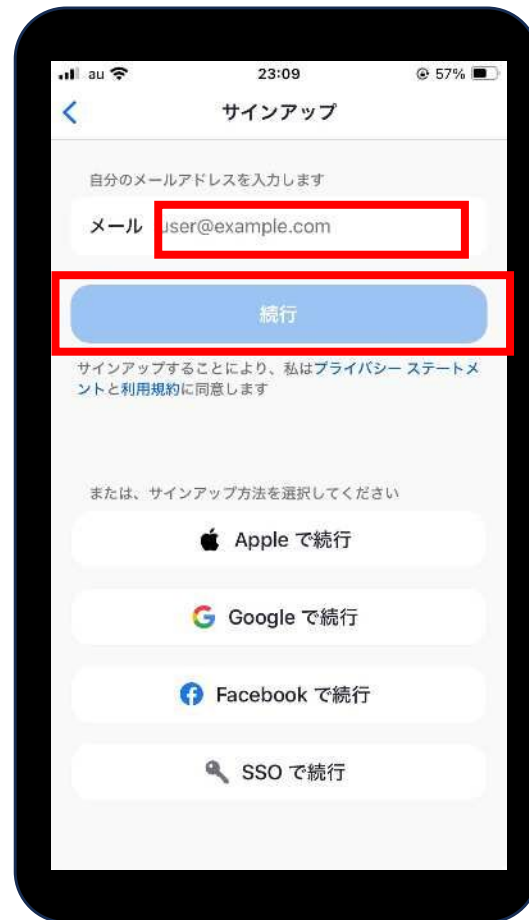 au 23:09 57%
サインアップ
自分のメールアドレスを入力します
メール user@example.com
続行
サインアップすることにより、私はプライバシー ステートメ
ントと利用規約に同意します
または、サインアップ方法を選択してください
Apple で続行
Google で続行
Facebook で続行
SSO で続行